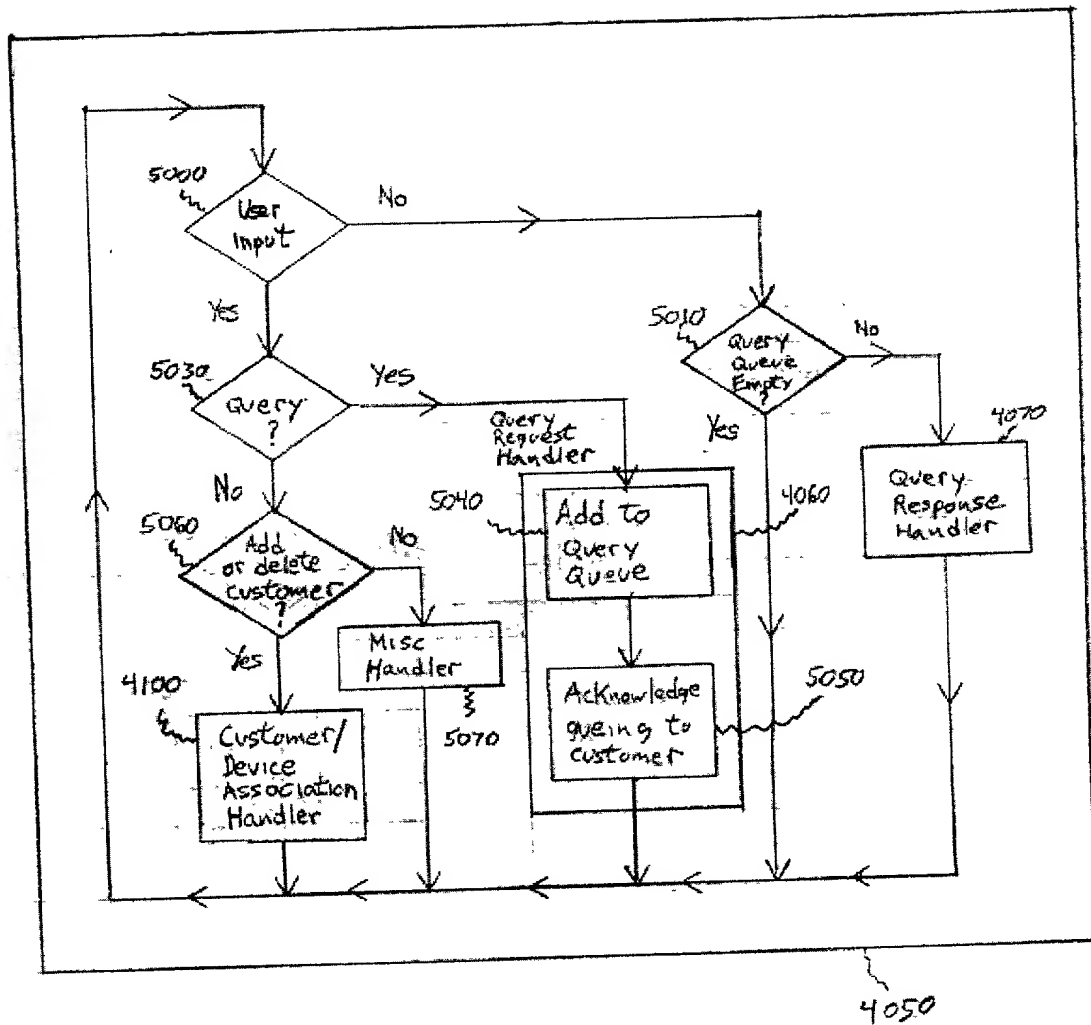 5000
User
Input
No
Yes
5010
Query
Queue
Empty
?
No
Yes
5030
Query
?
Yes
No
Query
Request
Handler
4070
Query
Response
Handler
5040
Add to
Query
Queue
4060
5060
Add
or delete
customer
?
No
Yes
Misc
Handler
5070
4100
Customer/
Device
Association
Handler
Acknowledge
queing to
customer
5050
4050